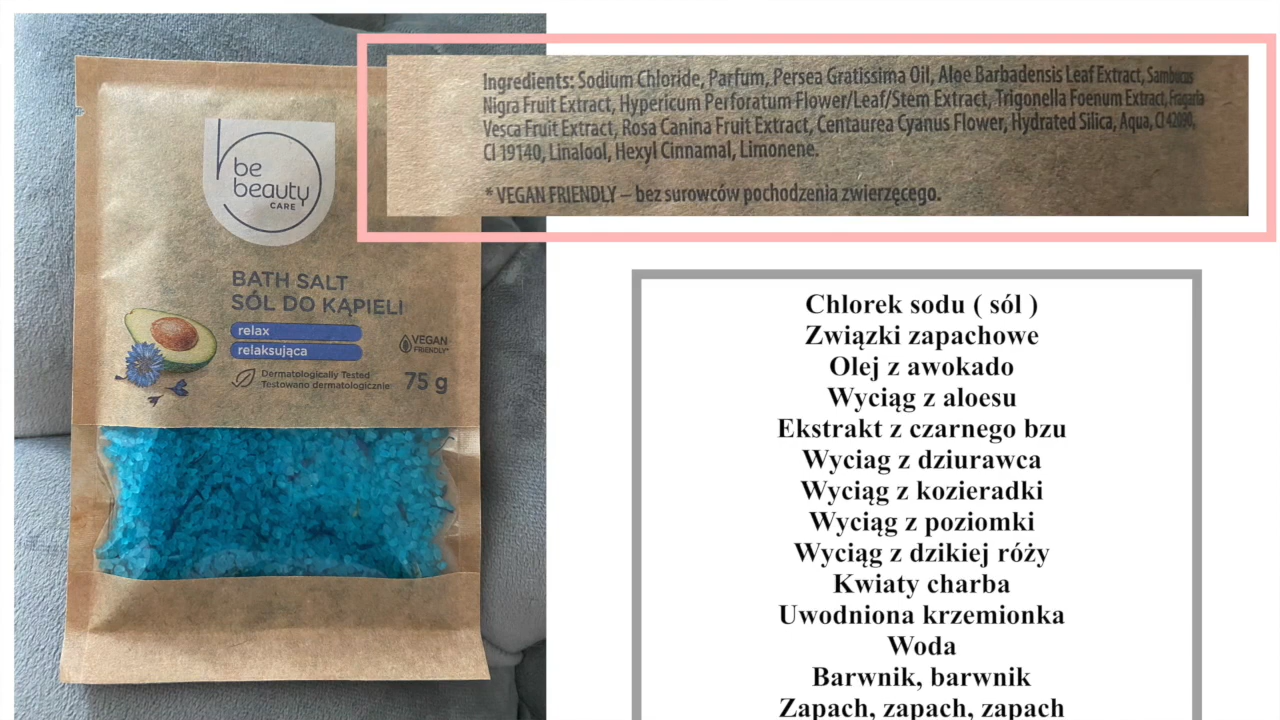 be
beauty
CARE
BATH SALT
SÓL DO KĄPIELI
relax
relaksująca
VEGAN
FRIENDLY*
Dermatologically Tested
Testowano dermatologicznie
75 g
Ingredients: Sodium Chloride, Parfum, Persea Gratissima Oil, Aloe Barbadensis Leaf Extract, Sambucus
Nigra Fruit Extract, Hypericum Perforatum Flower/Leaf/Stem Extract, Trigonella Foenum Extract, Fragaria
Vesca Fruit Extract, Rosa Canina Fruit Extract, Centaurea Cyanus Flower, Hydrated Silica, Aqua, CI 42090,
CI 19140, Linalool, Hexyl Cinnamal, Limonene.
* VEGAN FRIENDLY – bez surowców pochodzenia zwierzęcego.
Chlorek sodu ( sól )
Związki zapachowe
Olej z awokado
Wyciąg z aloesu
Ekstrakt z czarnego bzu
Wyciąg z dziurawca
Wyciąg z kozieradki
Wyciąg z poziomki
Wyciąg z dzikiej róży
Kwiaty charba
Uwodniona krzemionka
Woda
Barwnik, barwnik
Zapach, zapach, zapach